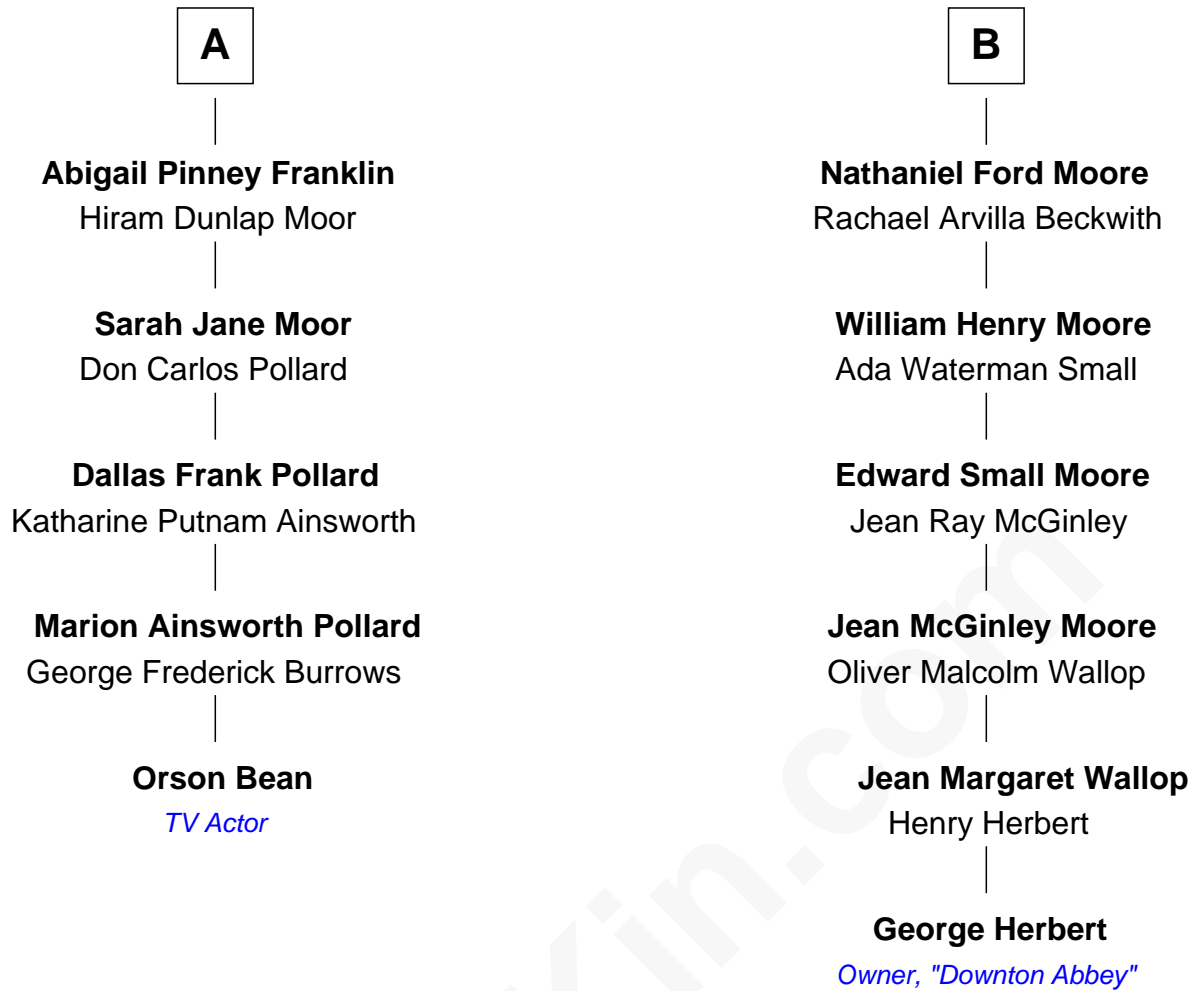 A
Abigail Pinney Franklin
Hiram Dunlap Moor
Sarah Jane Moor
Don Carlos Pollard
Dallas Frank Pollard
Katharine Putnam Ainsworth
Marion Ainsworth Pollard
George Frederick Burrows
Orson Bean
TV Actor
B
Nathaniel Ford Moore
Rachael Arvilla Beckwith
William Henry Moore
Ada Waterman Small
Edward Small Moore
Jean Ray McGinley
Jean McGinley Moore
Oliver Malcolm Wallop
Jean Margaret Wallop
Henry Herbert
George Herbert
Owner, "Downton Abbey"